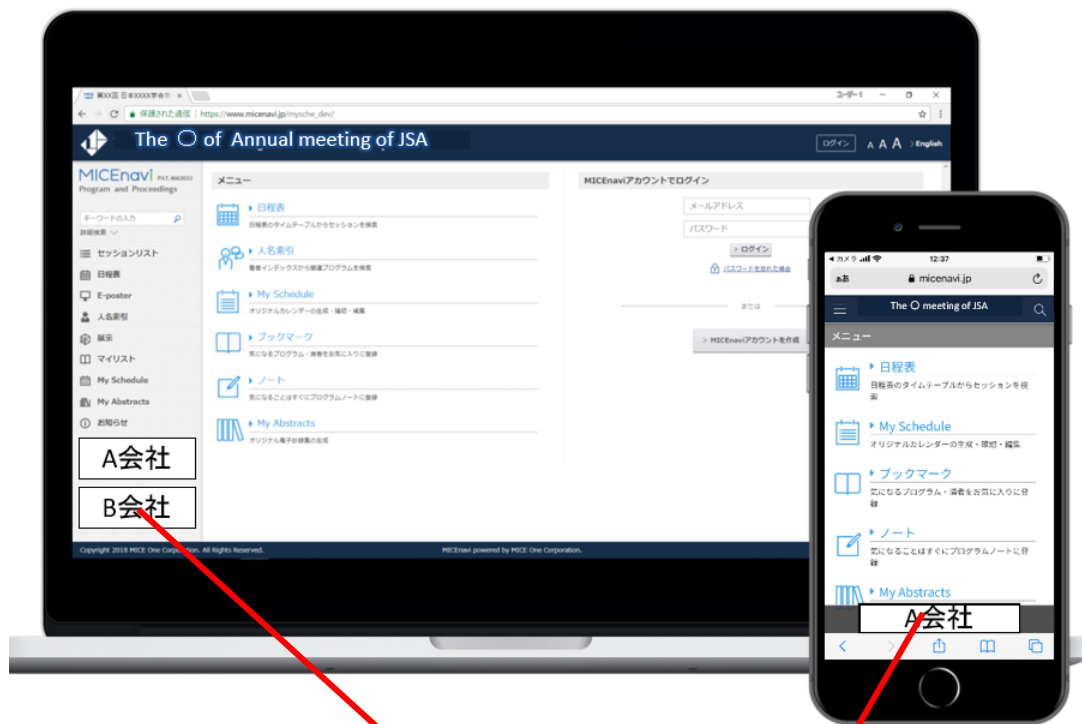 第XX回 日本XXXX学会
ユーザー1
保護された通信 | https://www.micenavi.jp/mysche_dev/
The 〇 of Annual meeting of JSA
ログイン
A A A
English
MICEnavi PAT.4663033
Program and Proceedings
キーワードの入力
詳細検索
セッションリスト
日程表
E-poster
人名索引
展示
マイリスト
My Schedule
My Abstracts
お知らせ
A会社
B会社
メニュー
日程表
日程表のタイムテーブルからセッションを検索
人名索引
著者インデックスから関連プログラムを検索
My Schedule
オリジナルカレンダーの生成・確認・編集
ブックマーク
気になるプログラム・演者をお気に入りに登録
ノート
気になることはすぐにプログラムノートに登録
My Abstracts
オリジナル電子抄録集の生成
MICEnaviアカウントでログイン
メールアドレス
パスワード
> ログイン
パスワードを忘れた場合
または
> MICEnaviアカウントを作成
Copyright 2018 MICE One Corporation. All Rights Reserved.
MICEnavi powered by MICE One Corporation.
カメラ
12:37
ぁあ
micenavi.jp
The 〇 meeting of JSA
メニュー
日程表
日程表のタイムテーブルからセッションを検
索
My Schedule
オリジナルカレンダーの生成・確認・編集
ブックマーク
気になるプログラム・演者をお気に入りに登
録
ノート
気になることはすぐにプログラムノートに登
録
My Abstracts
A会社